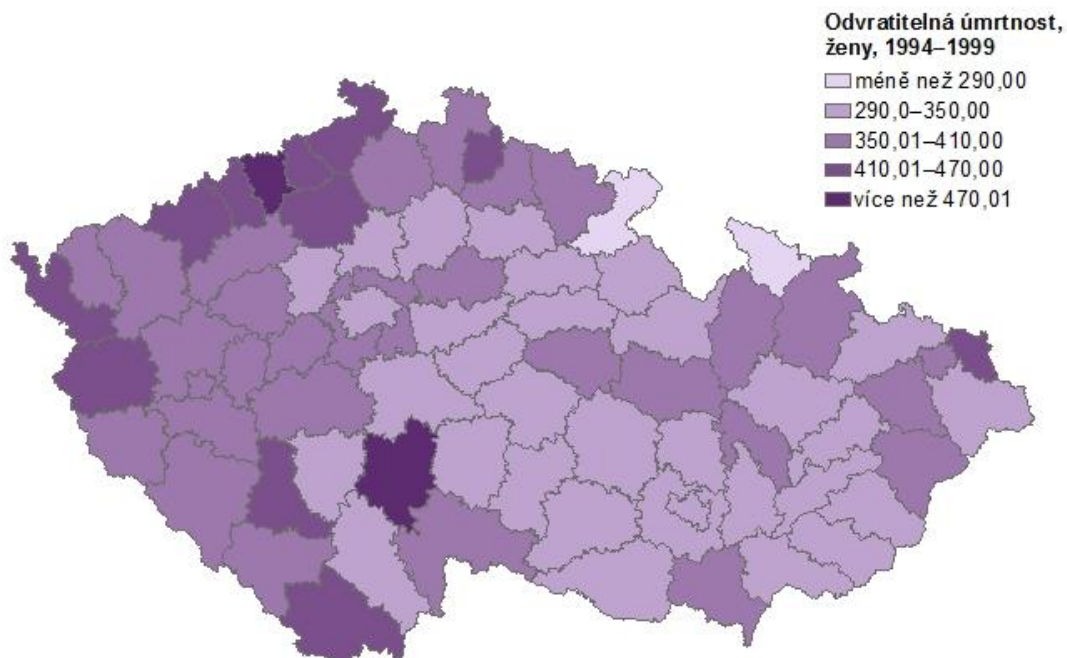 Odvratitelná úmrtnost,
ženy, 1994–1999
méně než 290,00
290,0–350,00
350,01–410,00
410,01–470,00
více než 470,01